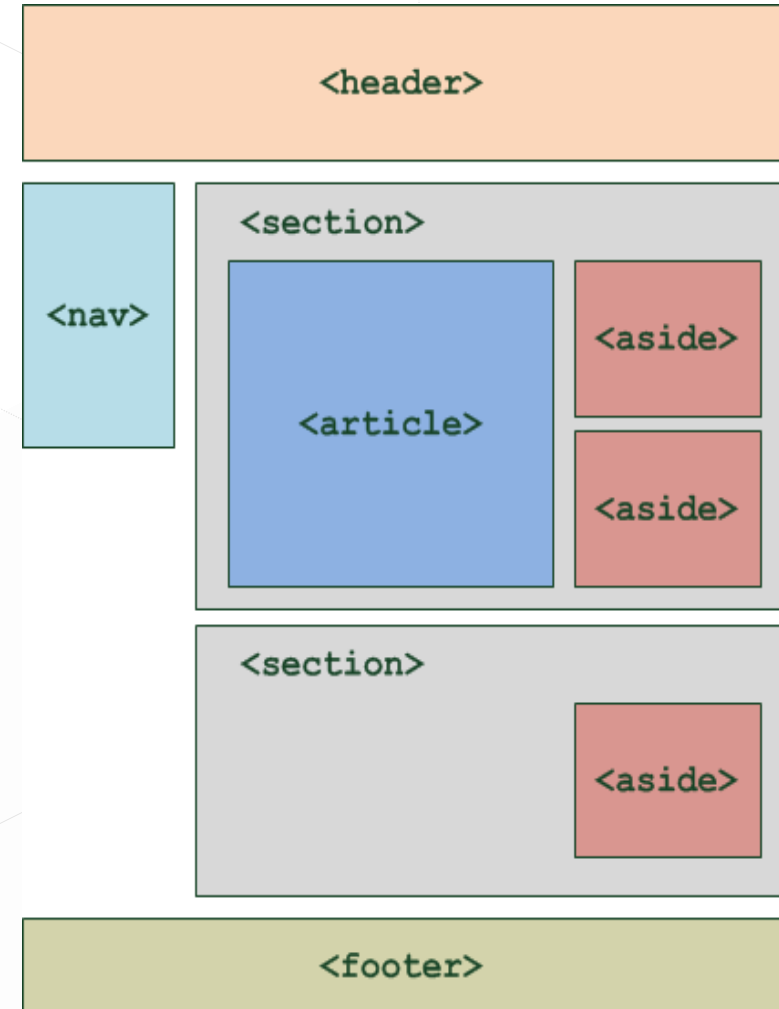 <header>
<section>
<nav>
<aside>
<article>
<aside>
<section>
<aside>
<footer>